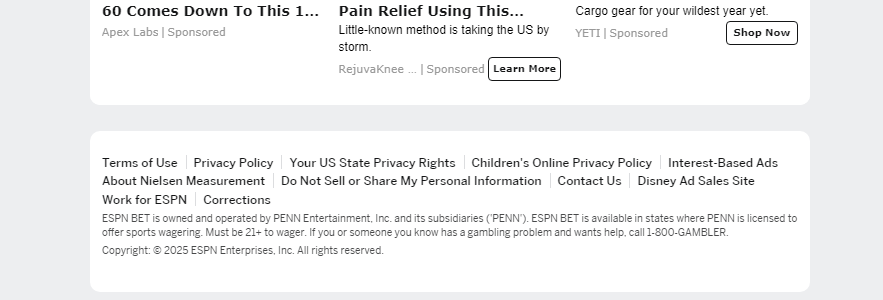 60 Comes Down To This 1...
Apex Labs | Sponsored
Pain Relief Using This...
Little-known method is taking the US by
storm.
RejuvaKnee ... | Sponsored
Learn More
Cargo gear for your wildest year yet.
YETI | Sponsored
Shop Now
Terms of Use | Privacy Policy | Your US State Privacy Rights | Children's Online Privacy Policy | Interest-Based Ads
About Nielsen Measurement | Do Not Sell or Share My Personal Information | Contact Us | Disney Ad Sales Site
Work for ESPN | Corrections
ESPN BET is owned and operated by PENN Entertainment, Inc. and its subsidiaries ('PENN'). ESPN BET is available in states where PENN is licensed to
offer sports wagering. Must be 21+ to wager. If you or someone you know has a gambling problem and wants help, call 1-800-GAMBLER.
Copyright: © 2025 ESPN Enterprises, Inc. All rights reserved.